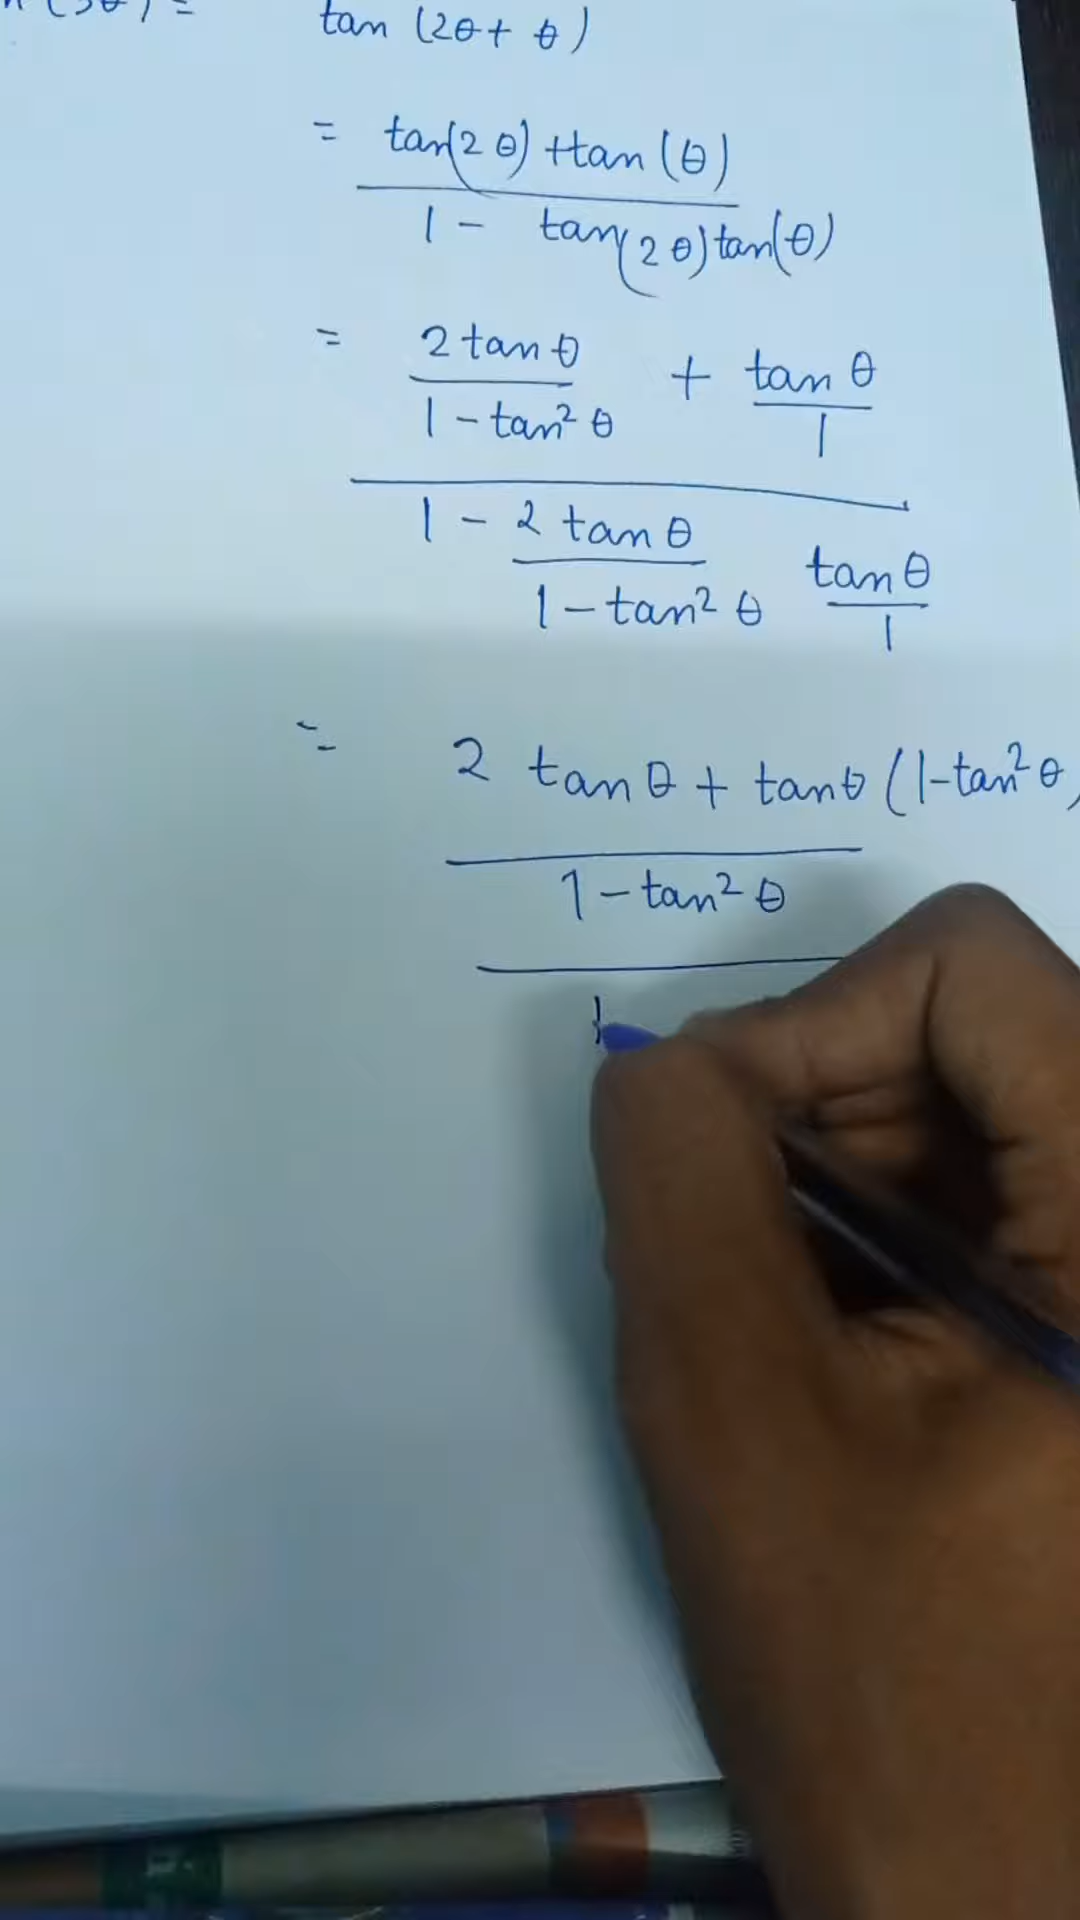 (3θ) = tan (2θ + θ)
= tan(2θ) + tan(θ)
1 - tan(2θ) tan(θ)
= 2 tan θ + tan θ
1 - tan² θ 1
1 - 2 tan θ tan θ
1 - tan² θ 1
= 2 tan θ + tan θ (1 - tan² θ)
1 - tan² θ